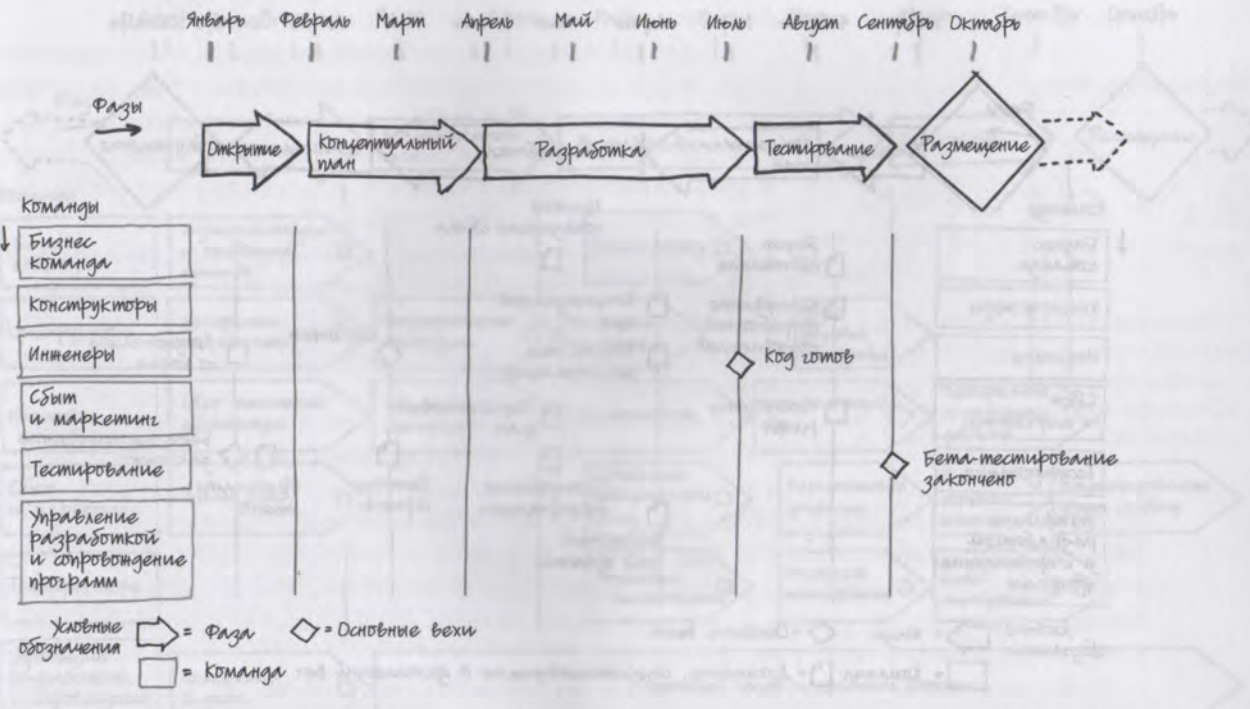 Январь Февраль Март Апрель Май Июнь Июль Август Сентябрь Октябрь
Фазы
Открытие
Концептуальный
план
Разработка
Тестирование
Размещение
Команды
Бизнес-
команда
Конструкторы
Инженеры
Код готов
Сбыт
и маркетинг
Тестирование
Бета-тестирование
закончено
Управление
разработкой
и сопровождение
программ
Условные
обозначения
= Фаза
= Основные вехи
= Команда